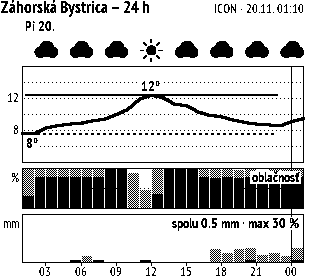 Záhorská Bystrica – 24 h
ICON · 20.11. 01:10
Pi 20.
12°
12
8
8°
%
oblačnosť
mm
spolu 0.5 mm · max 30 %
03 06 09 12 15 18 21 00